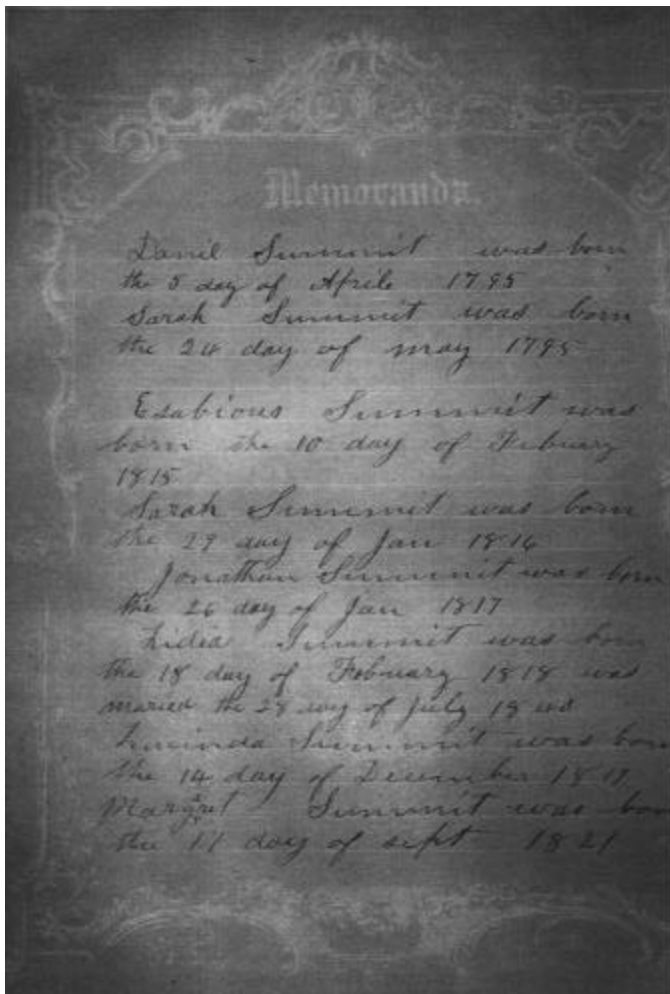 Memoranda.
Danil Summit was born
the 5 day of Aprile 1795
Sarah Summit was born
the 24 day of may 1795
Esabious Summit was
born the 10 day of Febuary
1815
Sarah Summit was born
the 29 day of Jan 1816
Jonathan Summit was born
the 26 day of Jan 1817
Lidia Summit was born
the 18 day of February 1818 was
maried the 28 day of July 18
Lucinda Summit was born
the 14 day of December 1819
Margret Summit was bor
the 11 day of sept 1821